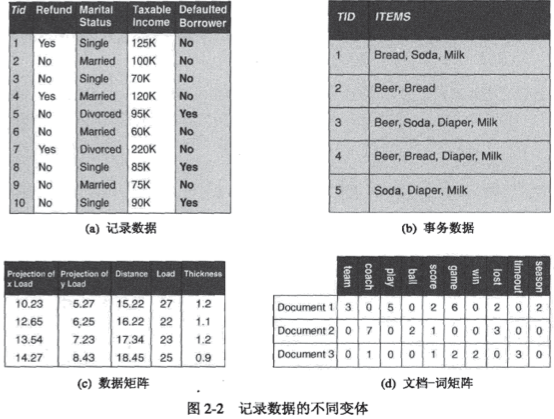 Tid Refund Marital Status Taxable Income Defaulted Borrower
1 Yes Single 125K No
2 No Married 100K No
3 No Single 70K No
4 Yes Married 120K No
5 No Divorced 95K Yes
6 No Married 60K No
7 Yes Divorced 220K No
8 No Single 85K Yes
9 No Married 75K No
10 No Single 90K Yes
(a) 记录数据
TID ITEMS
1 Bread, Soda, Milk
2 Beer, Bread
3 Beer, Soda, Diaper, Milk
4 Beer, Bread, Diaper, Milk
5 Soda, Diaper, Milk
(b) 事务数据
Projection of x Load Projection of y Load Distance Load Thickness
10.23 5.27 15.22 27 1.2
12.65 6.25 16.22 22 1.1
13.54 7.23 17.34 23 1.2
14.27 8.43 18.45 25 0.9
(c) 数据矩阵
team coach play ball score game win lost timeout season
Document 1 3 0 5 0 2 6 0 2 0 2
Document 2 0 7 0 2 1 0 0 3 0 0
Document 3 0 1 0 0 1 2 2 0 3 0
(d) 文档-词矩阵
图 2-2 记录数据的不同变体